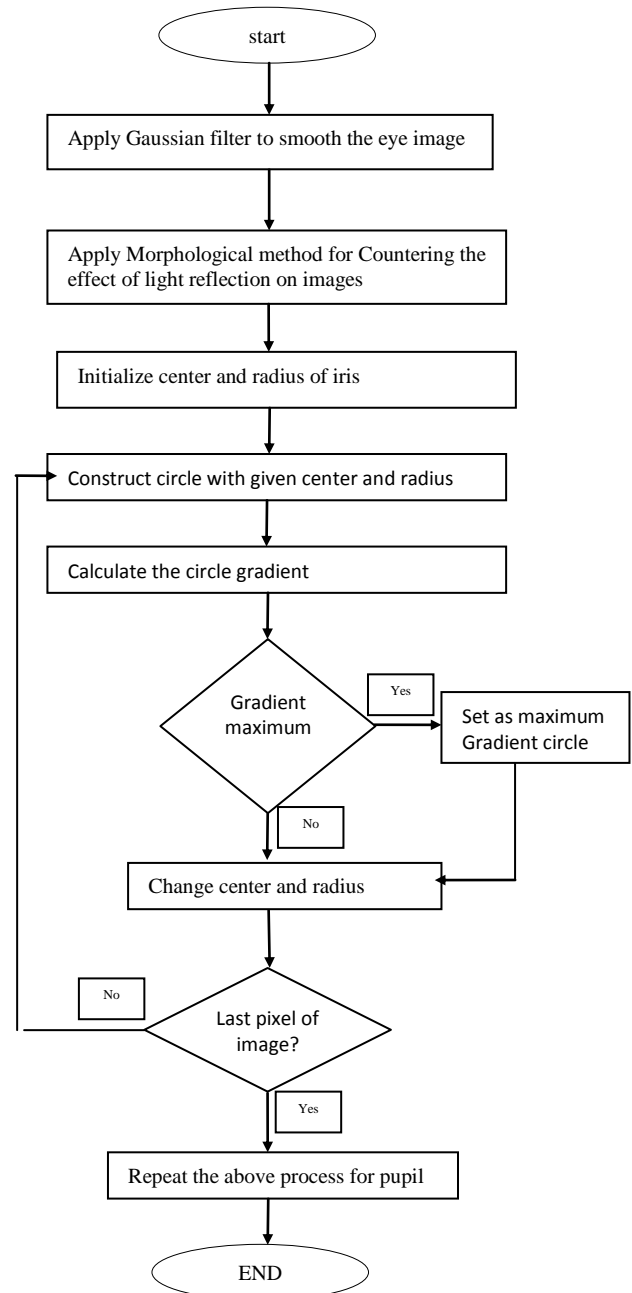 start
Apply Gaussian filter to smooth the eye image
Apply Morphological method for Countering the
effect of light reflection on images
Initialize center and radius of iris
Construct circle with given center and radius
Calculate the circle gradient
Gradient
maximum
Yes
Set as maximum
Gradient circle
No
Change center and radius
No
Last pixel of
image?
Yes
Repeat the above process for pupil
END